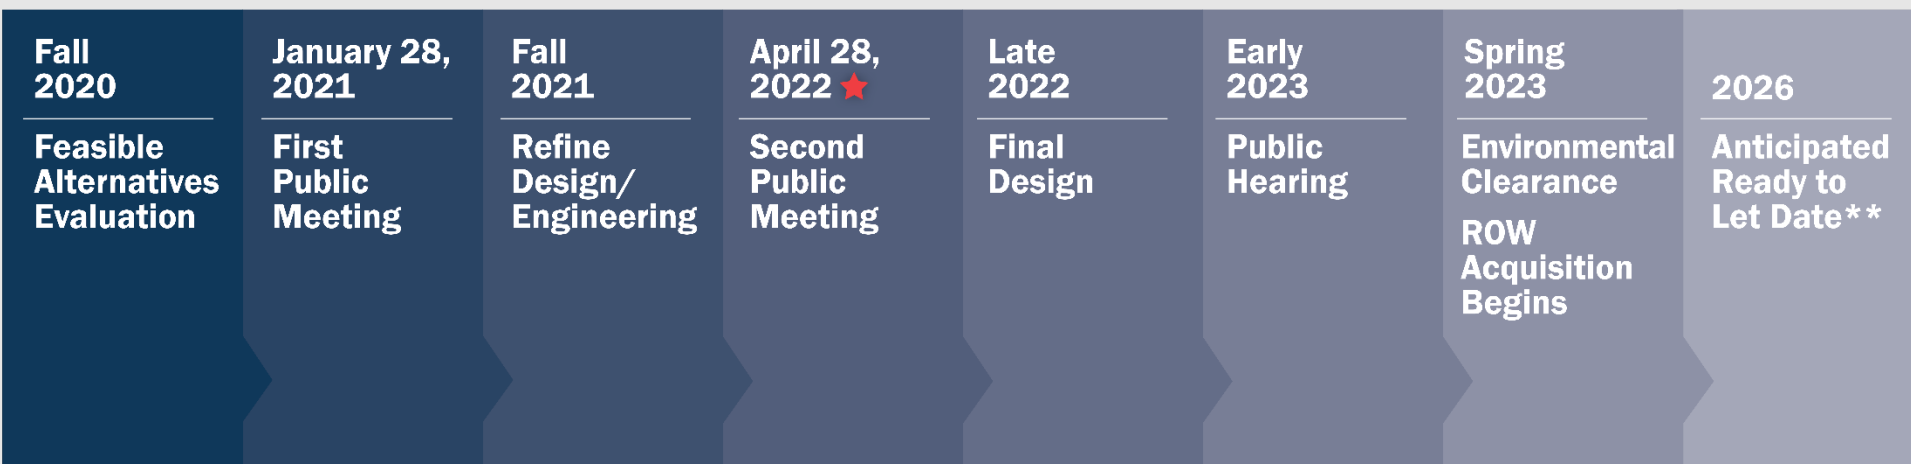 Fall
2020
Feasible
Alternatives
Evaluation
January 28,
2021
First
Public
Meeting
Fall
2021
Refine
Design/
Engineering
April 28,
2022
Second
Public
Meeting
Late
2022
Final
Design
Early
2023
Public
Hearing
Spring
2023
Environmental
Clearance
ROW
Acquisition
Begins
2026
Anticipated
Ready to
Let Date**